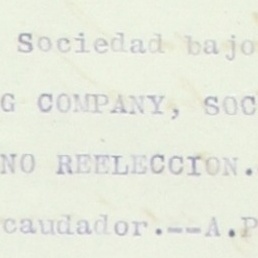 Sociedad bajo
G COMPANY, SOC
NO REELECCION.
caudador.--A.P